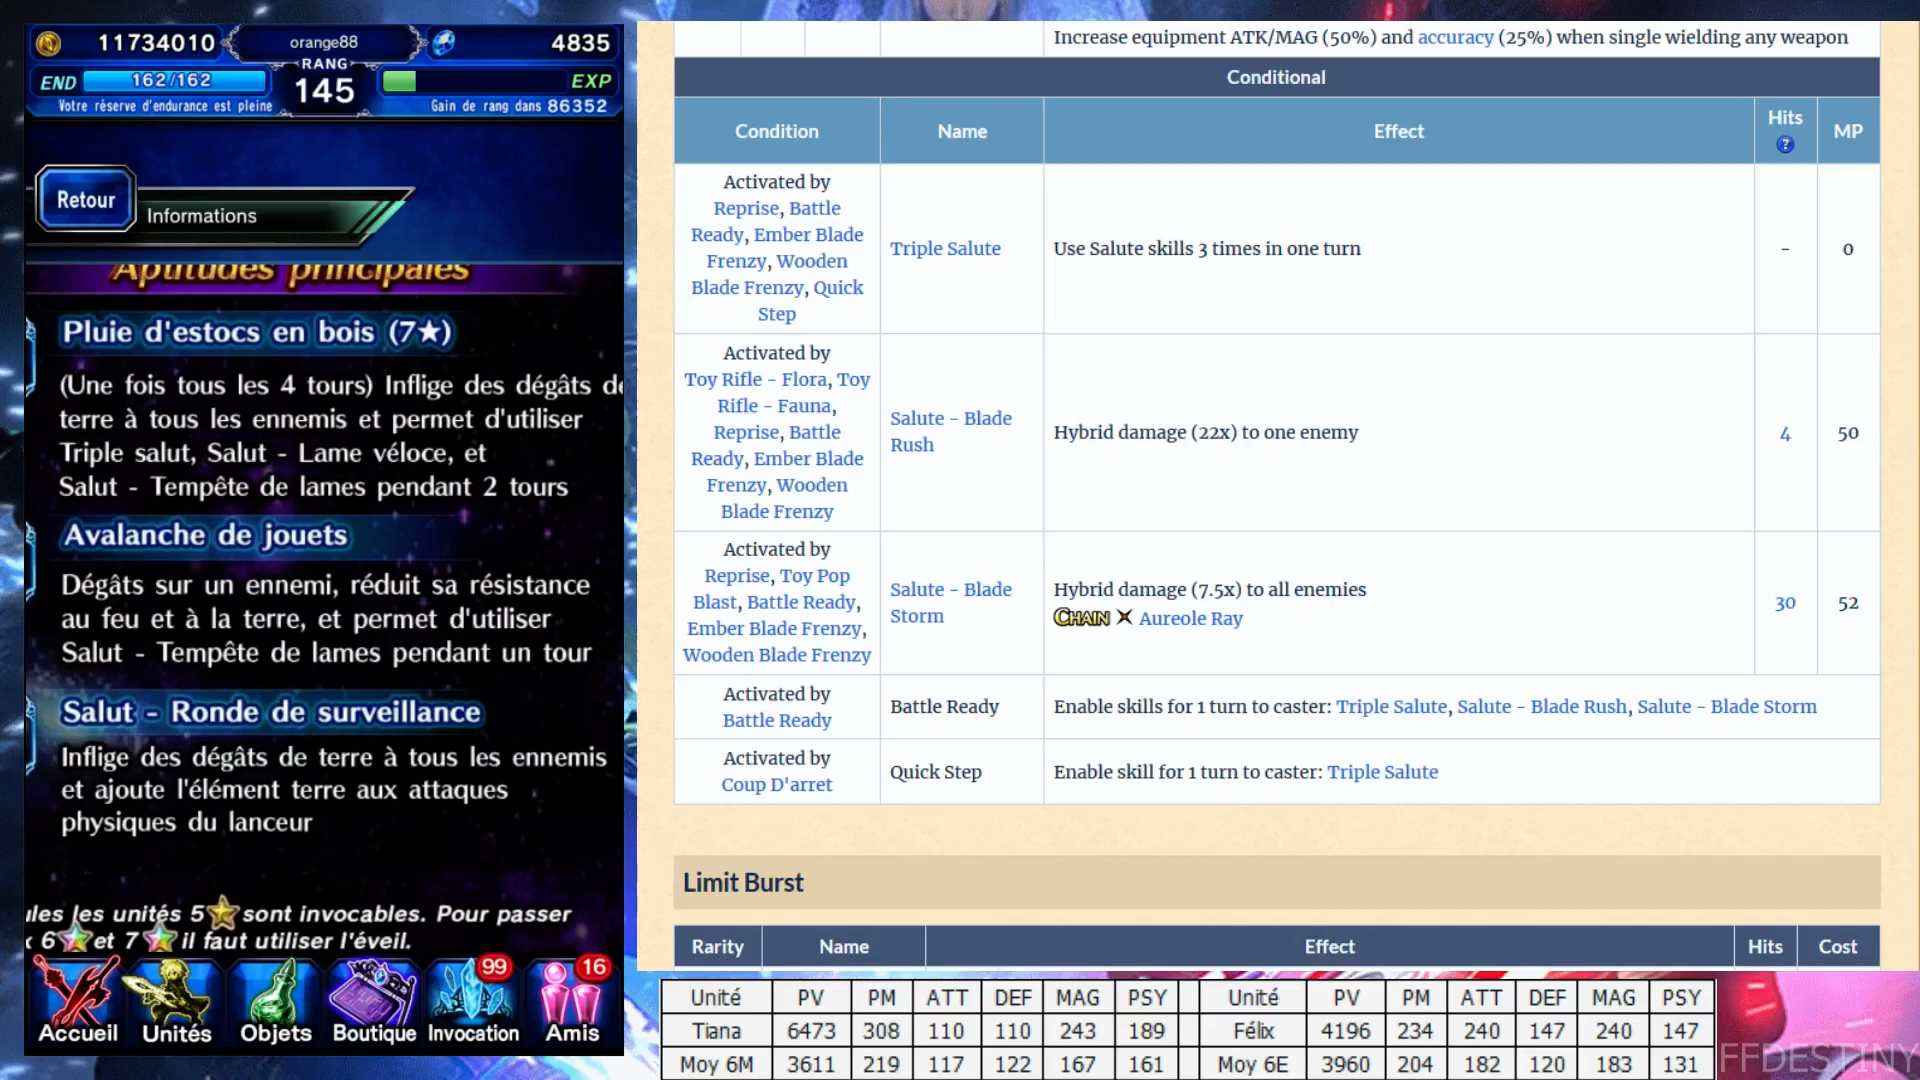 11734010
orange88
4835
RANG
END
162/162
145
EXP
Votre réserve d'endurance est pleine
Gain de rang dans 86352
Retour
Informations
Aptitudes principales
Pluie d'estocs en bois (7★)
(Une fois tous les 4 tours) Inflige des dégâts de
terre à tous les ennemis et permet d'utiliser
Triple salut, Salut - Lame véloce, et
Salut - Tempête de lames pendant 2 tours
Avalanche de jouets
Dégâts sur un ennemi, réduit sa résistance
au feu et à la terre, et permet d'utiliser
Salut - Tempête de lames pendant un tour
Salut - Ronde de surveillance
Inflige des dégâts de terre à tous les ennemis
et ajoute l'élément terre aux attaques
physiques du lanceur
les unités 5 sont invocables. Pour passer
6 et 7 il faut utiliser l'éveil.
99
16
Accueil Unités Objets Boutique Invocation Amis
Increase equipment ATK/MAG (50%) and accuracy (25%) when single wielding any weapon
Conditional
Condition Name Effect Hits ? MP
Activated by
Reprise, Battle
Ready, Ember Blade
Frenzy, Wooden
Blade Frenzy, Quick
Step
Triple Salute
Use Salute skills 3 times in one turn
- 0
Activated by
Toy Rifle - Flora, Toy
Rifle - Fauna,
Reprise, Battle
Ready, Ember Blade
Frenzy, Wooden
Blade Frenzy
Salute - Blade
Rush
Hybrid damage (22x) to one enemy
4 50
Activated by
Reprise, Toy Pop
Blast, Battle Ready,
Ember Blade Frenzy,
Wooden Blade Frenzy
Salute - Blade
Storm
Hybrid damage (7.5x) to all enemies
CHAIN Aureole Ray
30 52
Activated by
Battle Ready
Battle Ready
Enable skills for 1 turn to caster: Triple Salute, Salute - Blade Rush, Salute - Blade Storm
Activated by
Coup D'arret
Quick Step
Enable skill for 1 turn to caster: Triple Salute
Limit Burst
Rarity Name Effect Hits Cost
Unité PV PM ATT DEF MAG PSY Unité PV PM ATT DEF MAG PSY
Tiana 6473 308 110 110 243 189 Félix 4196 234 240 147 240 147
Moy 6M 3611 219 117 122 167 161 Moy 6E 3960 204 182 120 183 131
FFDESTINY